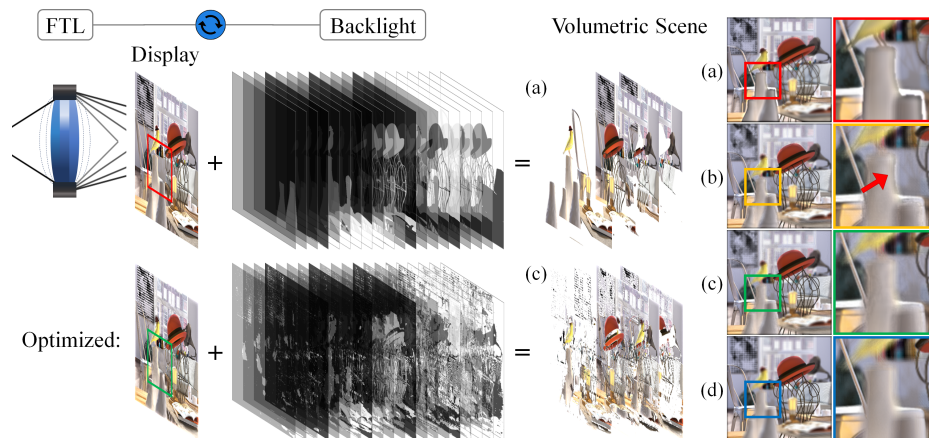 FTL
Backlight
Volumetric Scene
Display
(a)
+
=
(c)
Optimized:
+
=
(a)
(b)
(c)
(d)